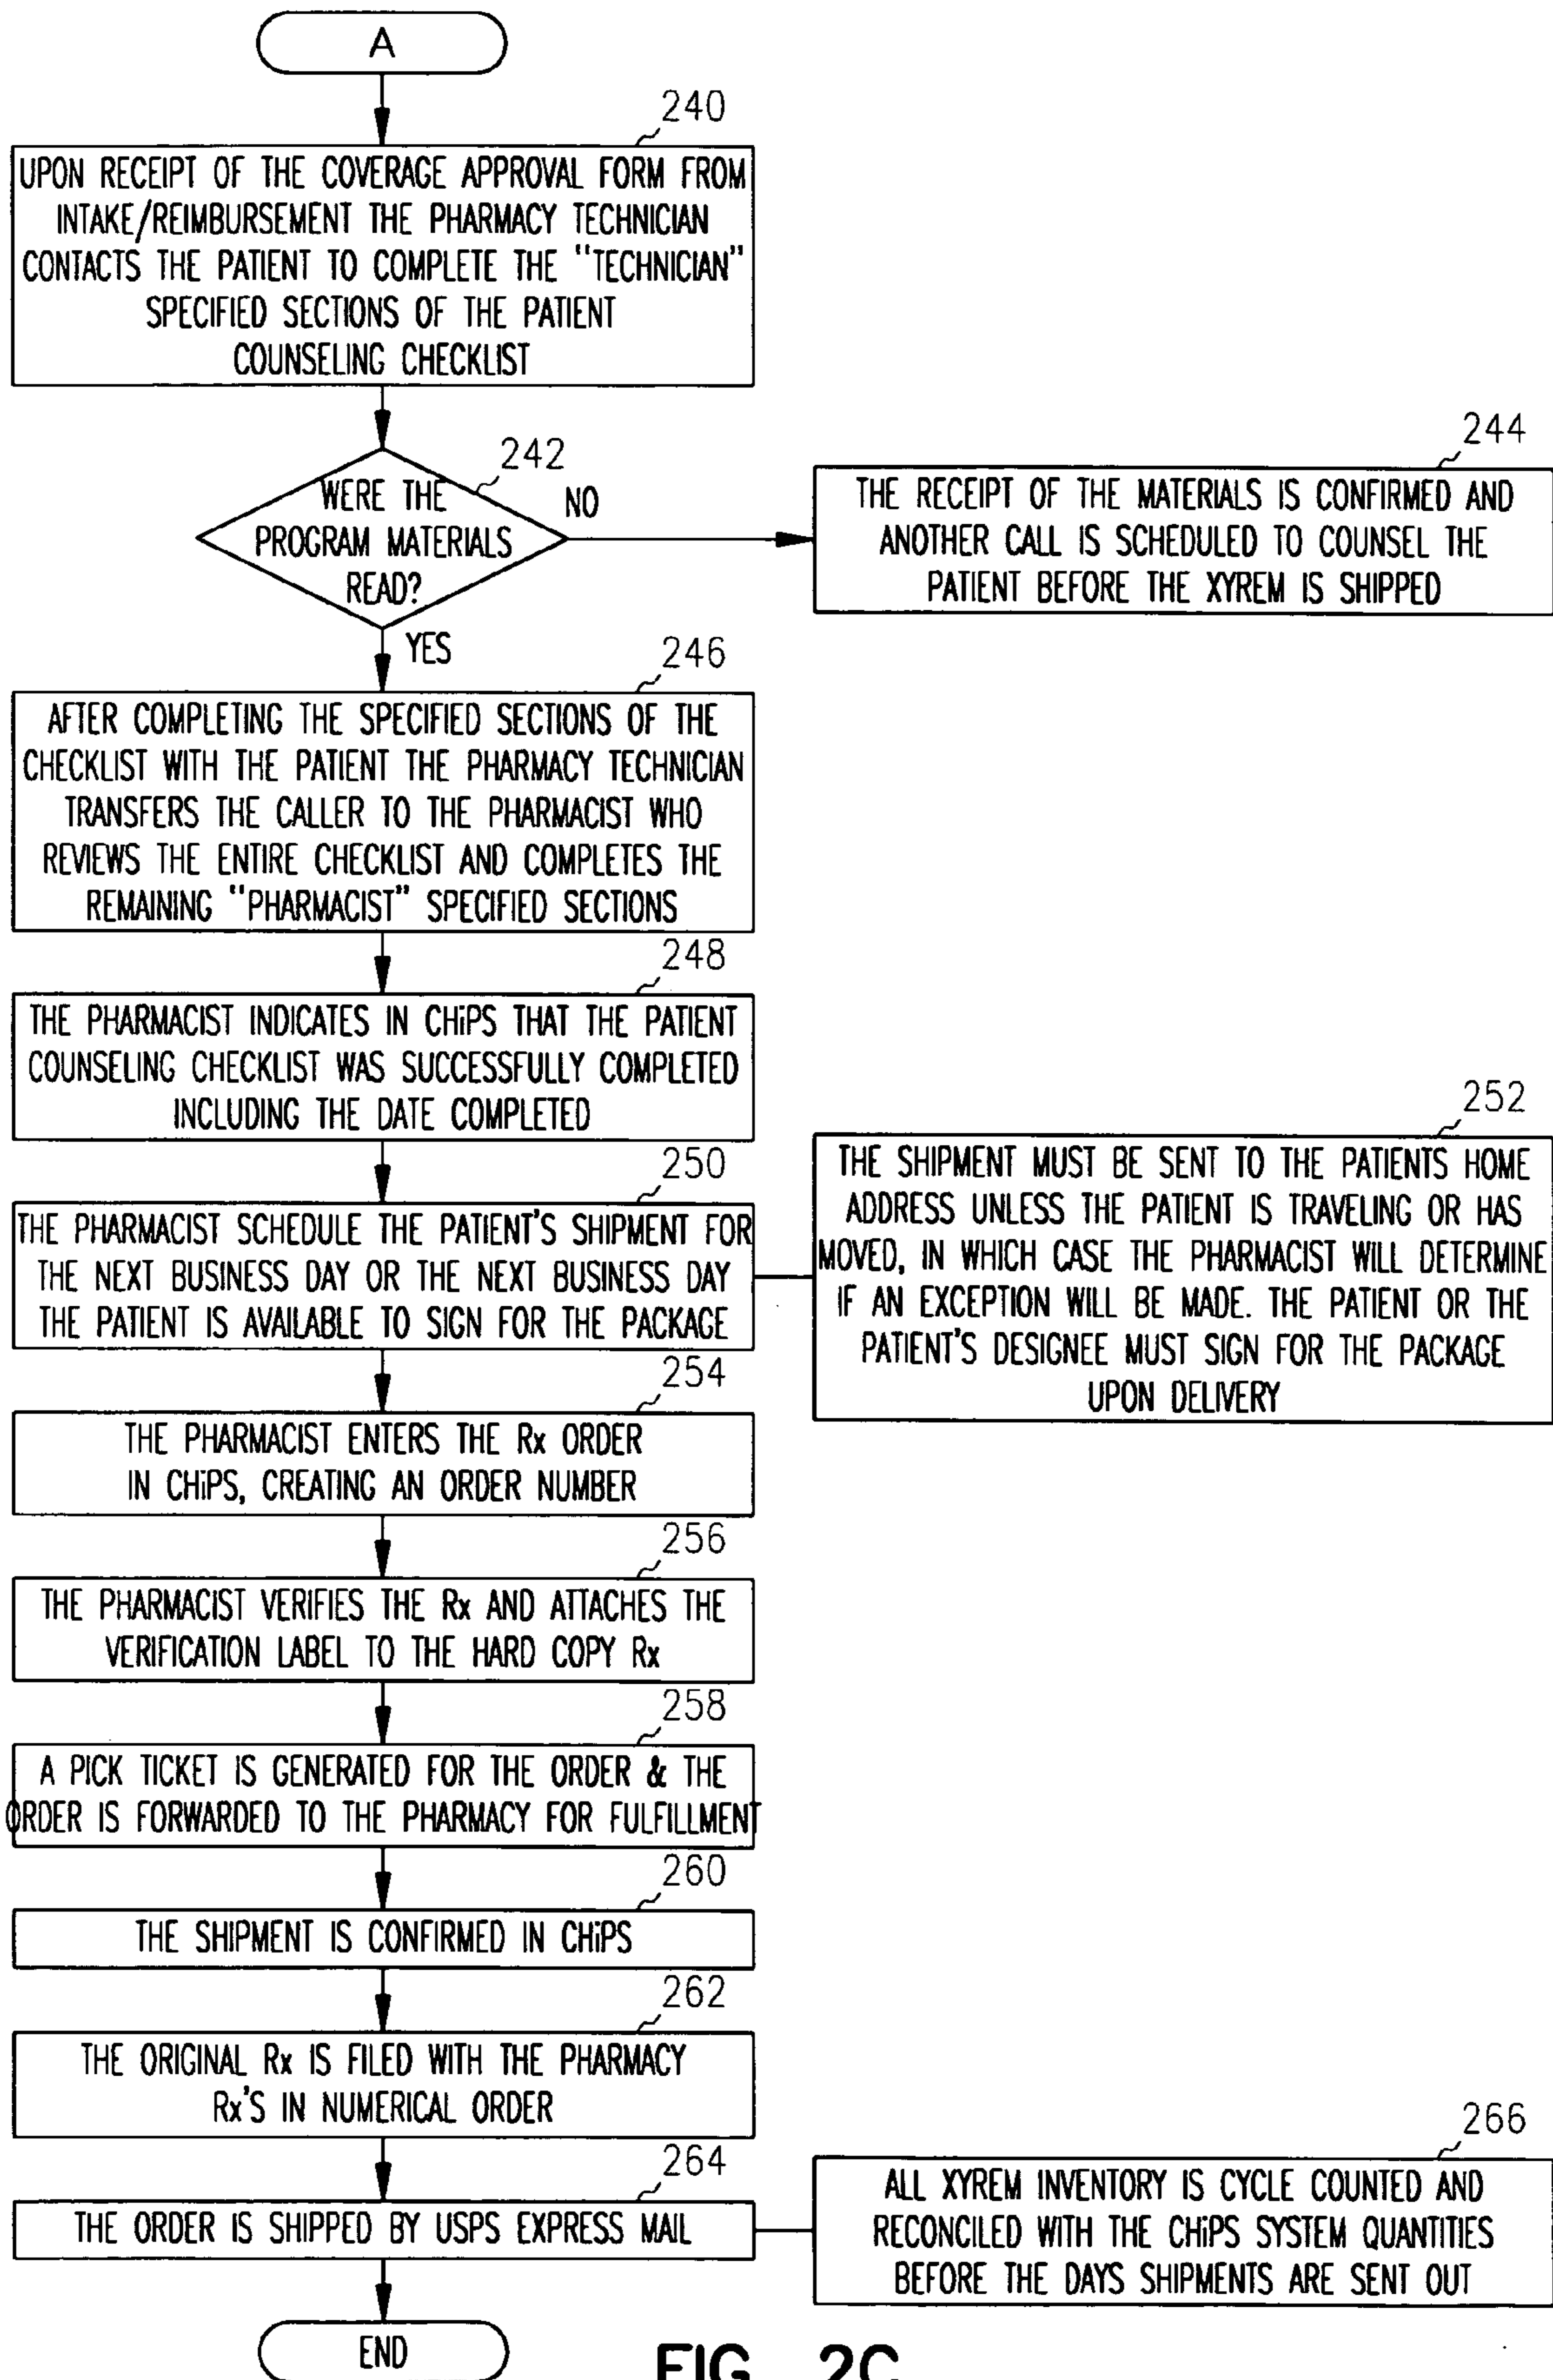 A
240
UPON RECEIPT OF THE COVERAGE APPROVAL FORM FROM
INTAKE/REIMBURSEMENT THE PHARMACY TECHNICIAN
CONTACTS THE PATIENT TO COMPLETE THE "TECHNICIAN"
SPECIFIED SECTIONS OF THE PATIENT
COUNSELING CHECKLIST
242
WERE THE
PROGRAM MATERIALS
READ?
NO
244
THE RECEIPT OF THE MATERIALS IS CONFIRMED AND
ANOTHER CALL IS SCHEDULED TO COUNSEL THE
PATIENT BEFORE THE XYREM IS SHIPPED
YES
246
AFTER COMPLETING THE SPECIFIED SECTIONS OF THE
CHECKLIST WITH THE PATIENT THE PHARMACY TECHNICIAN
TRANSFERS THE CALLER TO THE PHARMACIST WHO
REVIEWS THE ENTIRE CHECKLIST AND COMPLETES THE
REMAINING "PHARMACIST" SPECIFIED SECTIONS
248
THE PHARMACIST INDICATES IN CHiPS THAT THE PATIENT
COUNSELING CHECKLIST WAS SUCCESSFULLY COMPLETED
INCLUDING THE DATE COMPLETED
250
THE PHARMACIST SCHEDULE THE PATIENT'S SHIPMENT FOR
THE NEXT BUSINESS DAY OR THE NEXT BUSINESS DAY
THE PATIENT IS AVAILABLE TO SIGN FOR THE PACKAGE
252
THE SHIPMENT MUST BE SENT TO THE PATIENTS HOME
ADDRESS UNLESS THE PATIENT IS TRAVELING OR HAS
MOVED, IN WHICH CASE THE PHARMACIST WILL DETERMINE
IF AN EXCEPTION WILL BE MADE. THE PATIENT OR THE
PATIENT'S DESIGNEE MUST SIGN FOR THE PACKAGE
UPON DELIVERY
254
THE PHARMACIST ENTERS THE Rx ORDER
IN CHiPS, CREATING AN ORDER NUMBER
256
THE PHARMACIST VERIFIES THE Rx AND ATTACHES THE
VERIFICATION LABEL TO THE HARD COPY Rx
258
A PICK TICKET IS GENERATED FOR THE ORDER & THE
ORDER IS FORWARDED TO THE PHARMACY FOR FULFILLMENT
260
THE SHIPMENT IS CONFIRMED IN CHiPS
262
THE ORIGINAL Rx IS FILED WITH THE PHARMACY
Rx'S IN NUMERICAL ORDER
264
THE ORDER IS SHIPPED BY USPS EXPRESS MAIL
266
ALL XYREM INVENTORY IS CYCLE COUNTED AND
RECONCILED WITH THE CHiPS SYSTEM QUANTITIES
BEFORE THE DAYS SHIPMENTS ARE SENT OUT
END
FIG. 2C